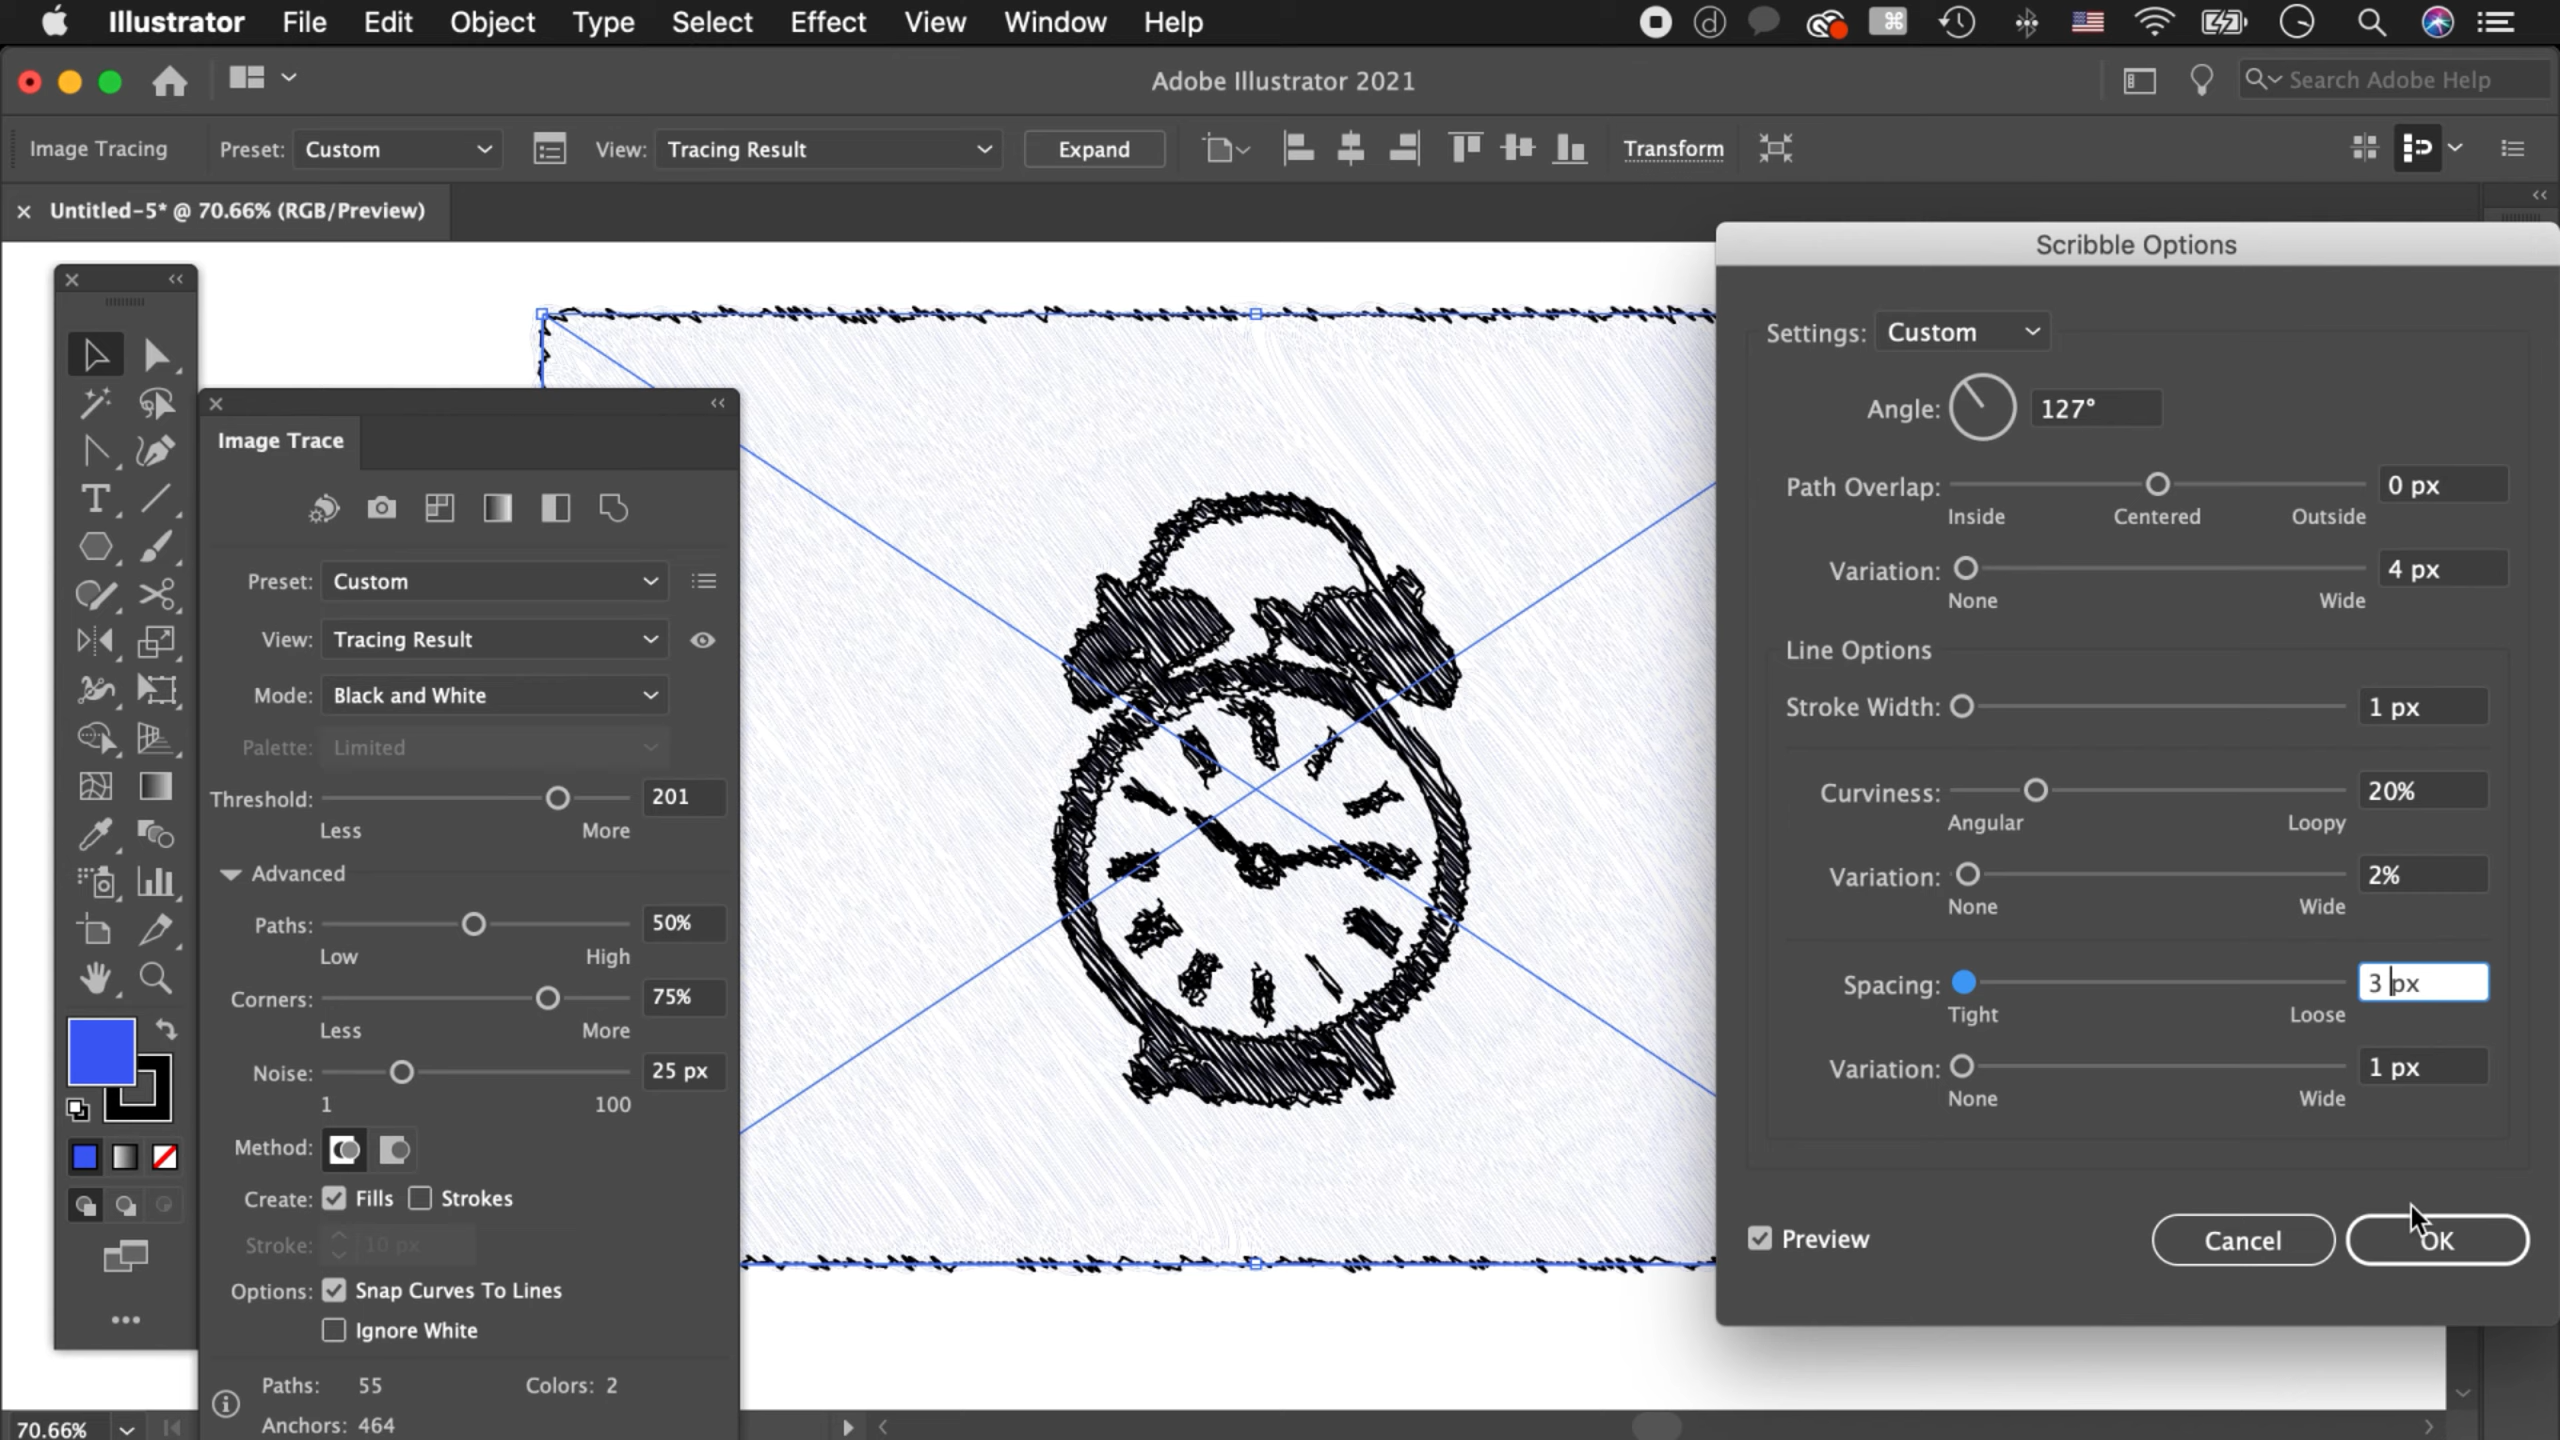 Illustrator File Edit Object Type Select Effect View Window Help
Adobe Illustrator 2021
Search Adobe Help
Image Tracing Preset: Custom View: Tracing Result Expand Transform
Untitled-5* @ 70.66% (RGB/Preview)
Image Trace
Preset: Custom
View: Tracing Result
Mode: Black and White
Palette: Limited
Threshold: 201
Less More
Advanced
Paths: 50%
Low High
Corners: 75%
Less More
Noise: 25 px
1 100
Method:
Create: Fills Strokes
Stroke: 10 px
Options: Snap Curves To Lines
Ignore White
Paths: 55 Colors: 2
Anchors: 464
70.66%
Scribble Options
Settings: Custom
Angle: 127°
Path Overlap: 0 px
Inside Centered Outside
Variation: 4 px
None Wide
Line Options
Stroke Width: 1 px
Curviness: 20%
Angular Loopy
Variation: 2%
None Wide
Spacing: 3 px
Tight Loose
Variation: 1 px
None Wide
Preview Cancel OK